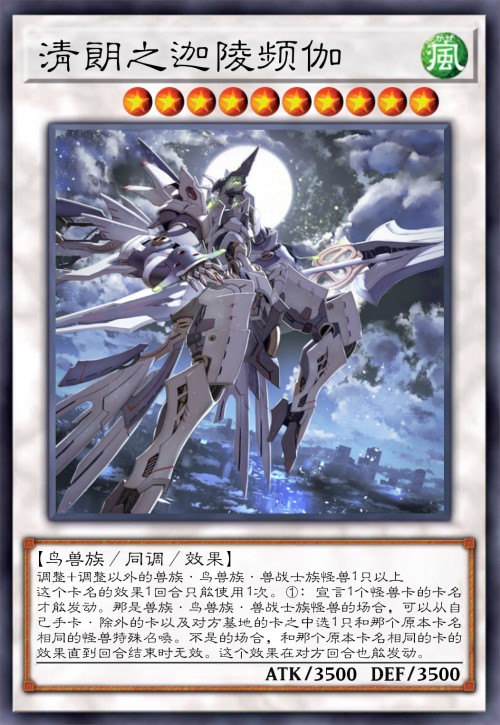 清朗之迦陵频伽
風
かぜ
【鸟兽族／同调／效果】
调整+调整以外的兽族·鸟兽族·兽战士族怪兽1只以上
这个卡名的效果1回合只能使用1次。①：宣言1个怪兽卡的卡名
才能发动。那是兽族·鸟兽族·兽战士族怪兽的场合，可以从自
己手卡·除外的卡以及对方墓地的卡之中选1只和那个原本卡名
相同的怪兽特殊召唤。不是的场合，和那个原本卡名相同的卡的
效果直到回合结束时无效。这个效果在对方回合也能发动。
ATK/3500 DEF/3500